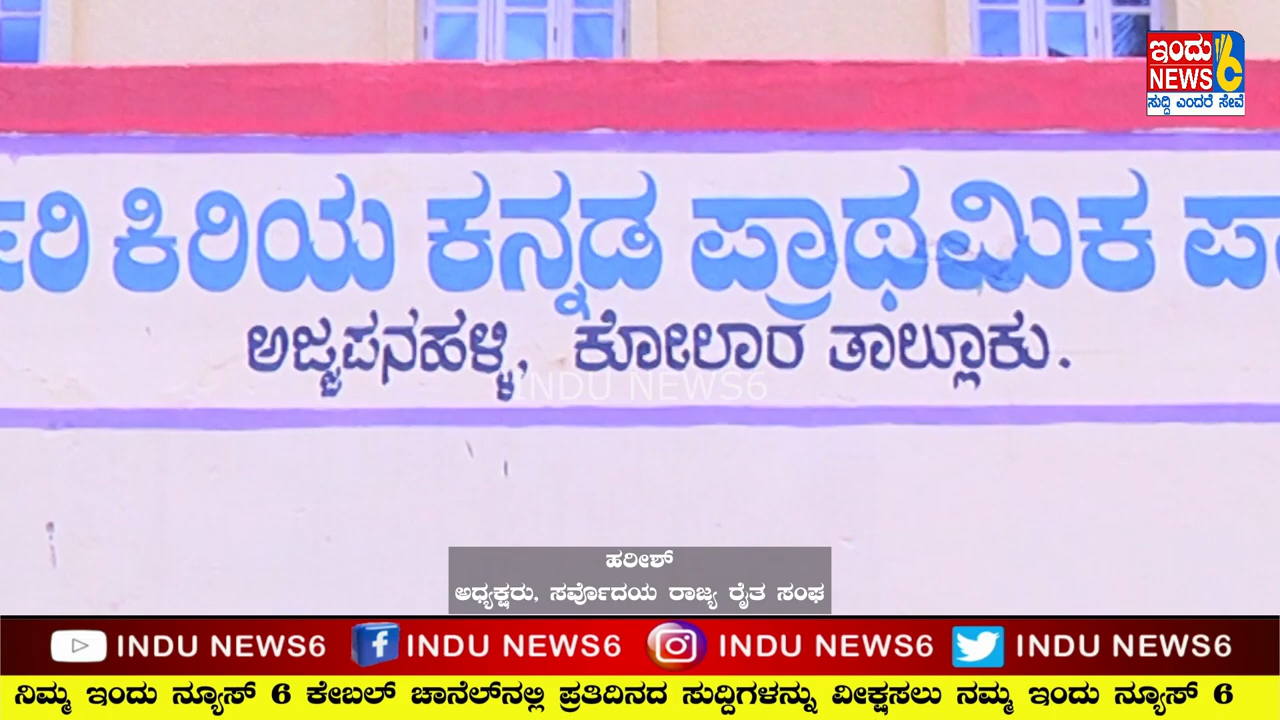 ಇಂದು
NEWS 6
ಸುದ್ದಿ ಎಂದರೆ ಸೇವೆ
ರಿ ಕಿರಿಯ ಕನ್ನಡ ಪ್ರಾಥಮಿಕ ಪ
ಅಜ್ಜಪನಹಳ್ಳಿ, ಕೋಲಾರ ತಾಲ್ಲೂಕು.
INDU NEWS6
ಹರೀಶ್
ಅಧ್ಯಕ್ಷರು, ಸರ್ವೊದಯ ರಾಜ್ಯ ರೈತ ಸಂಘ
INDU NEWS6 INDU NEWS6 INDU NEWS6 INDU NEWS6
ನಿಮ್ಮ ಇಂದು ನ್ಯೂಸ್ 6 ಕೇಬಲ್ ಚಾನೆಲ್‌ನಲ್ಲಿ ಪ್ರತಿದಿನದ ಸುದ್ದಿಗಳನ್ನು ವೀಕ್ಷಿಸಲು ನಮ್ಮ ಇಂದು ನ್ಯೂಸ್ 6